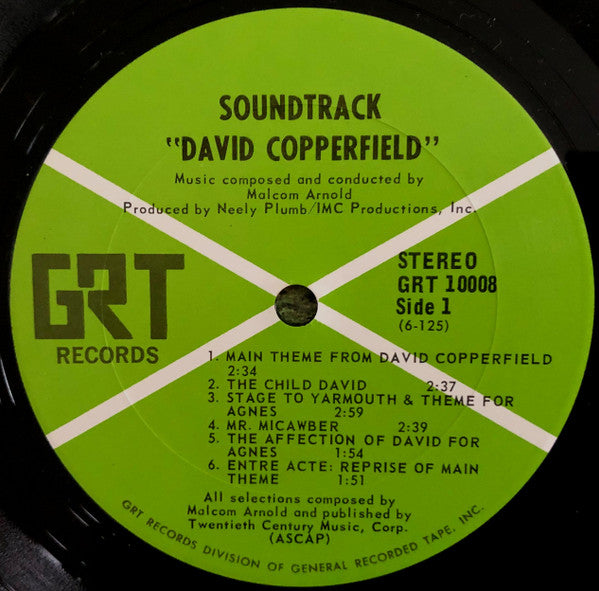 SOUNDTRACK
"DAVID COPPERFIELD"
Music composed and conducted by
Malcom Arnold
Produced by Neely Plumb/IMC Productions, Inc.
GRT
RECORDS
STEREO
GRT 10008
Side 1
(6-125)
1. MAIN THEME FROM DAVID COPPERFIELD
2:34
2. THE CHILD DAVID 2:37
3. STAGE TO YARMOUTH & THEME FOR
AGNES 2:59
4. MR. MICAWBER 2:39
5. THE AFFECTION OF DAVID FOR
AGNES 1:54
6. ENTRE ACTE: REPRISE OF MAIN
THEME 1:51
All selections composed by
Malcom Arnold and published by
Twentieth Century Music, Corp.
(ASCAP)
GRT RECORDS DIVISION OF GENERAL RECORDED TAPE, INC.